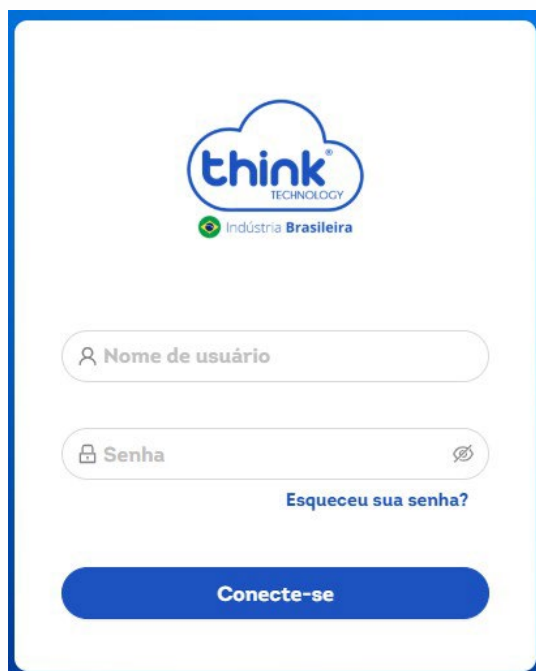 think®
TECHNOLOGY
Indústria Brasileira
Nome de usuário
Senha
Esqueceu sua senha?
Conecte-se